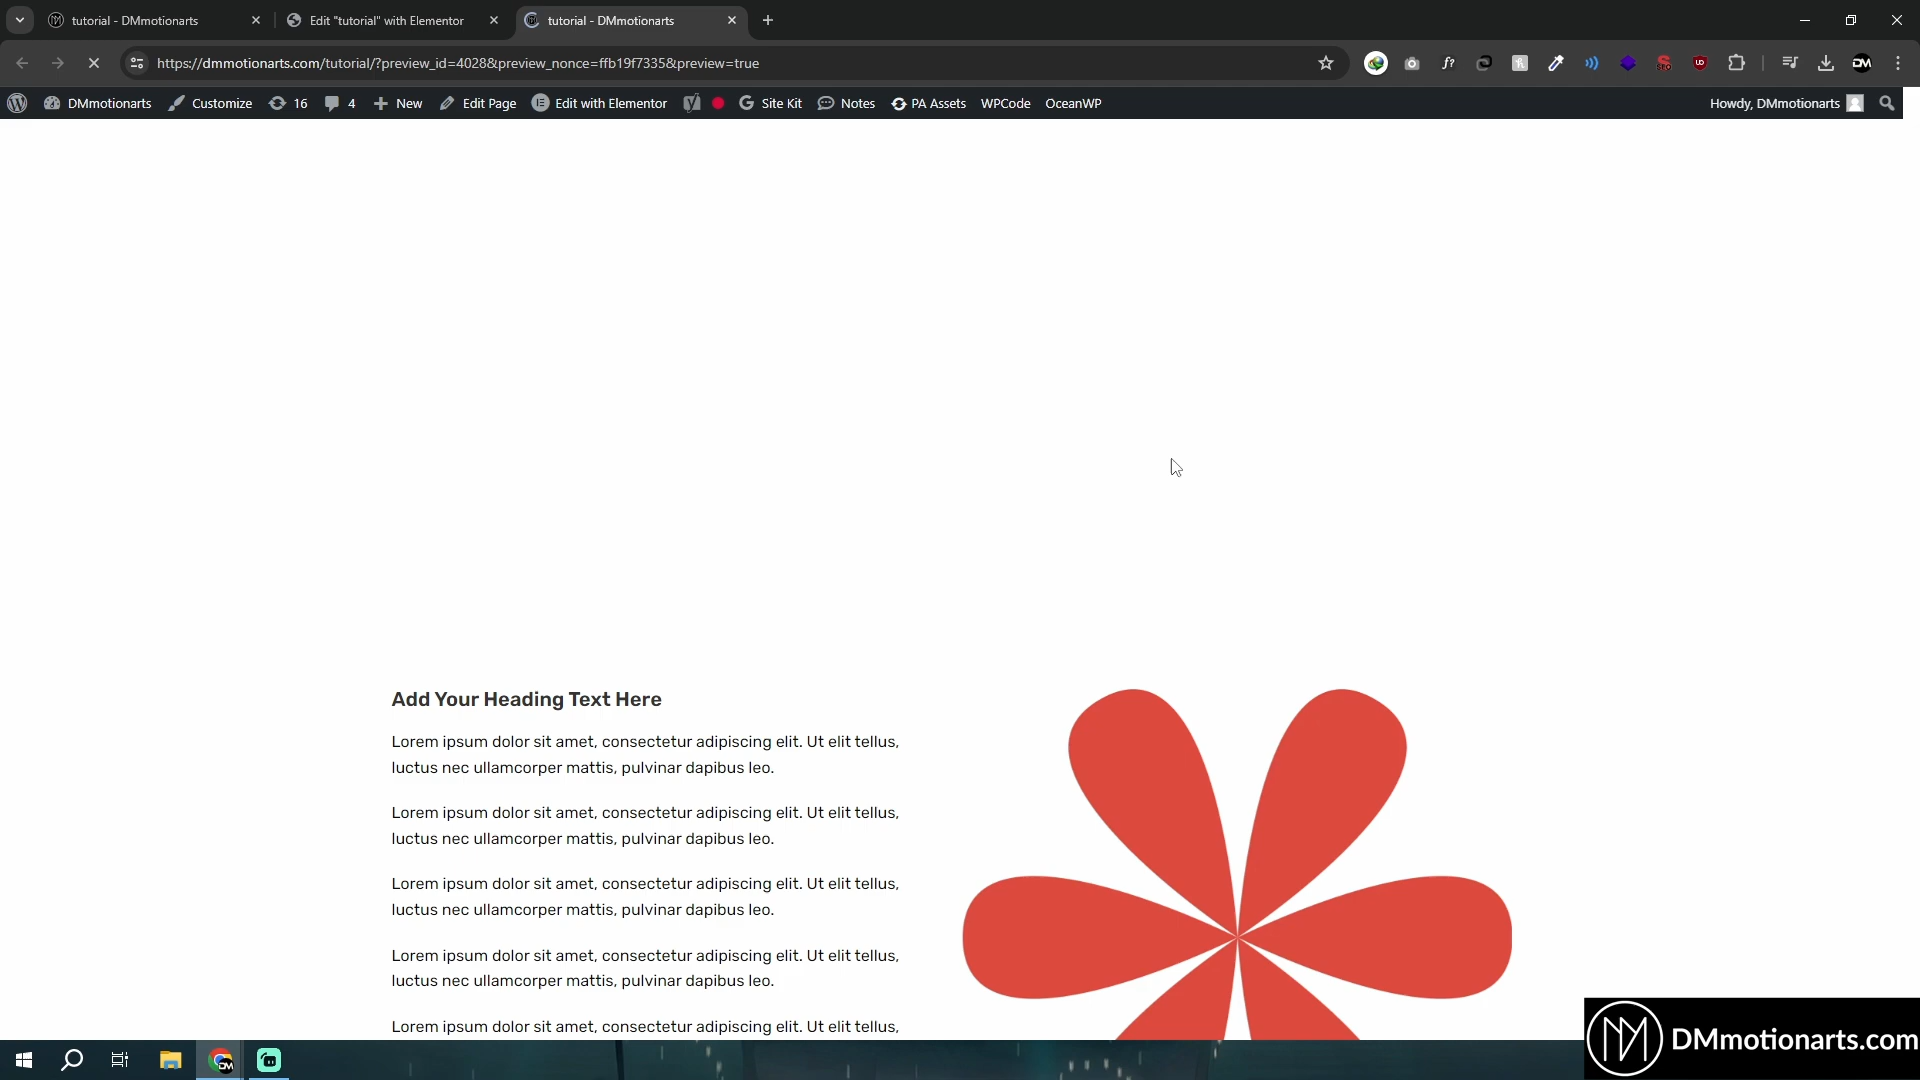 tutorial - DMmotionarts
Edit "tutorial" with Elementor
tutorial - DMmotionarts
https://dmmotionarts.com/tutorial/?preview_id=4028&preview_nonce=ffb19f7335&preview=true
DMmotionarts
Customize
16
4
New
Edit Page
Edit with Elementor
Site Kit
Notes
PA Assets
WPCode
OceanWP
Howdy, DMmotionarts
Add Your Heading Text Here
Lorem ipsum dolor sit amet, consectetur adipiscing elit. Ut elit tellus,
luctus nec ullamcorper mattis, pulvinar dapibus leo.
Lorem ipsum dolor sit amet, consectetur adipiscing elit. Ut elit tellus,
luctus nec ullamcorper mattis, pulvinar dapibus leo.
Lorem ipsum dolor sit amet, consectetur adipiscing elit. Ut elit tellus,
luctus nec ullamcorper mattis, pulvinar dapibus leo.
Lorem ipsum dolor sit amet, consectetur adipiscing elit. Ut elit tellus,
luctus nec ullamcorper mattis, pulvinar dapibus leo.
Lorem ipsum dolor sit amet, consectetur adipiscing elit. Ut elit tellus,
DMmotionarts.com